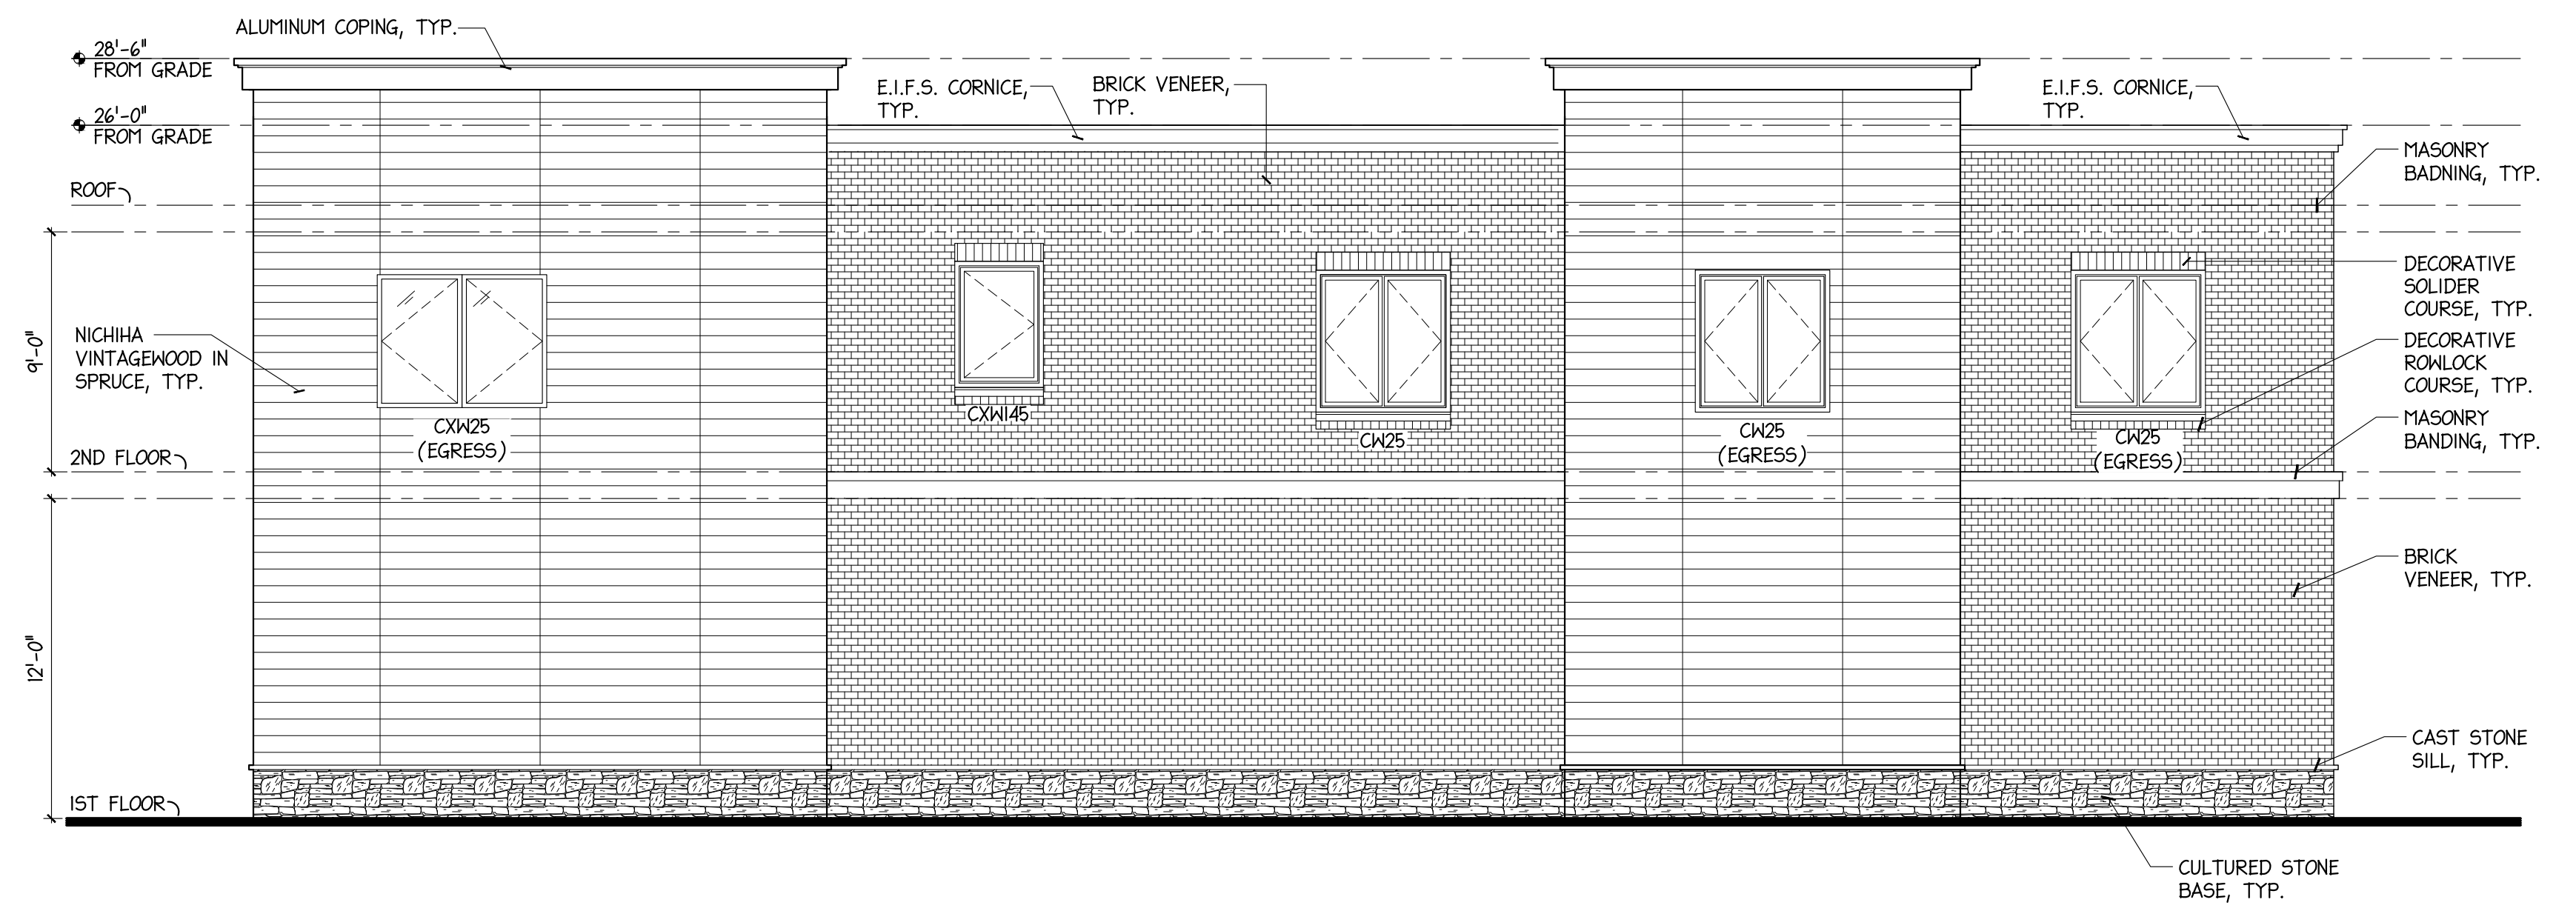 ALUMINUM COPING, TYP.
28'-6"
FROM GRADE
26'-0"
FROM GRADE
E.I.F.S. CORNICE,
TYP.
BRICK VENEER,
TYP.
E.I.F.S. CORNICE,
TYP.
MASONRY
BADNING, TYP.
ROOF
DECORATIVE
SOLIDER
COURSE, TYP.
9'-0"
NICHIHA
VINTAGEWOOD IN
SPRUCE, TYP.
DECORATIVE
ROWLOCK
COURSE, TYP.
CXW25
(EGRESS)
CXW145
CW25
CW25
(EGRESS)
CW25
(EGRESS)
MASONRY
BANDING, TYP.
2ND FLOOR
BRICK
VENEER, TYP.
12'-0"
CAST STONE
SILL, TYP.
1ST FLOOR
CULTURED STONE
BASE, TYP.